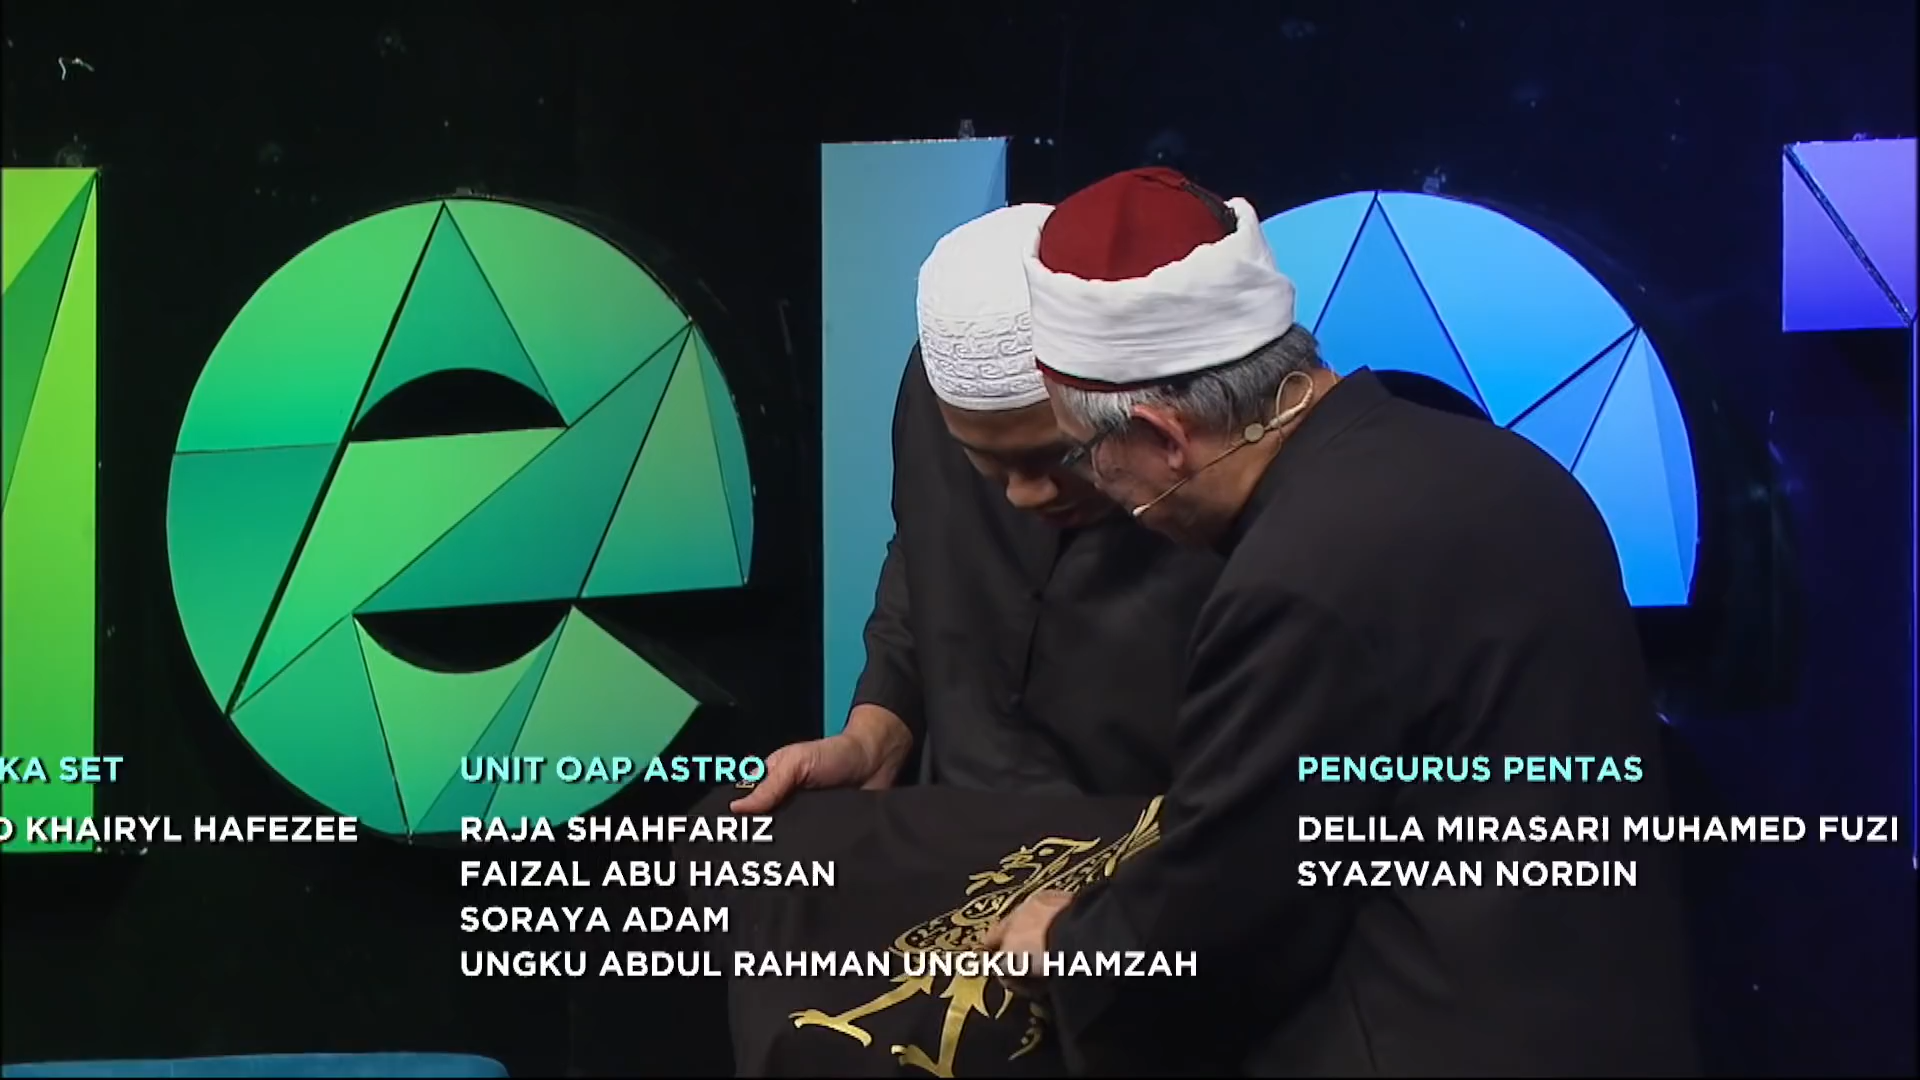 elo
KA SET
KHAIRYL HAFEZEE
UNIT OAP ASTRO
RAJA SHAHFARIZ
FAIZAL ABU HASSAN
SORAYA ADAM
UNGKU ABDUL RAHMAN UNGKU HAMZAH
PENGURUS PENTAS
DELILA MIRASARI MUHAMED FUZI
SYAZWAN NORDIN